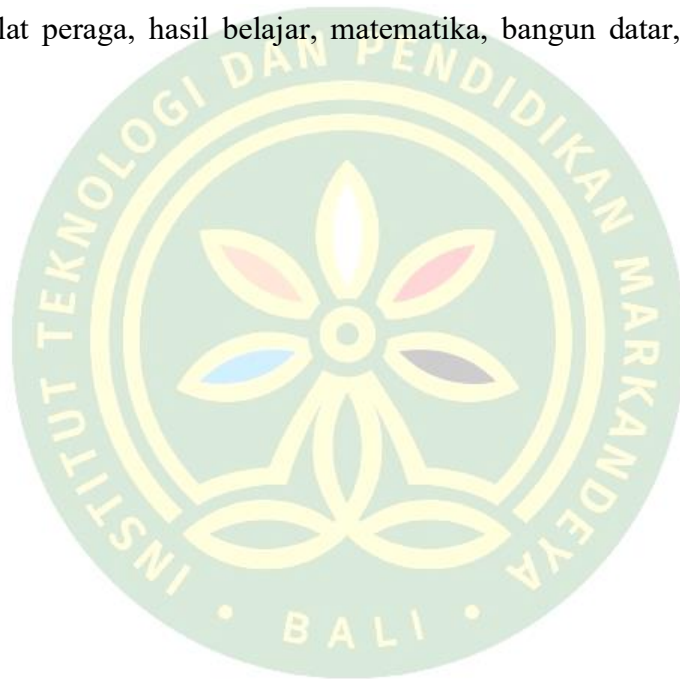 lat peraga, hasil belajar, matematika, bangun datar,
INSTITUT TEKNOLOGI DAN PENDIDIKAN MARKANDEYA
BALI